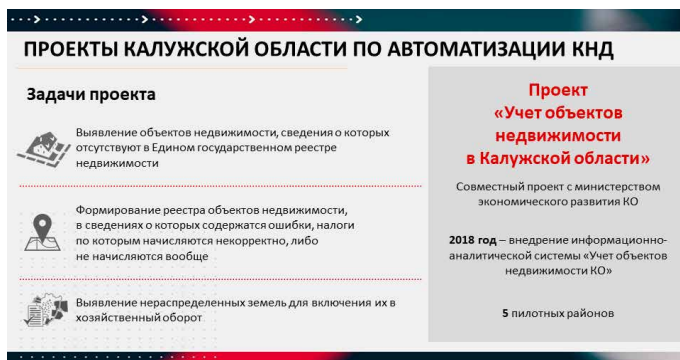 ПРОЕКТЫ КАЛУЖСКОЙ ОБЛАСТИ ПО АВТОМАТИЗАЦИИ КНД
Задачи проекта
Выявление объектов недвижимости, сведения о которых
отсутствуют в Едином государственном реестре
недвижимости
Формирование реестра объектов недвижимости,
в сведениях о которых содержатся ошибки, налоги
по которым начисляются некорректно, либо
не начисляются вообще
Выявление нераспределенных земель для включения их в
хозяйственный оборот
Проект
«Учет объектов
недвижимости
в Калужской области»
Совместный проект с министерством
экономического развития КО
2018 год – внедрение информационно-
аналитической системы «Учет объектов
недвижимости КО»
5 пилотных районов